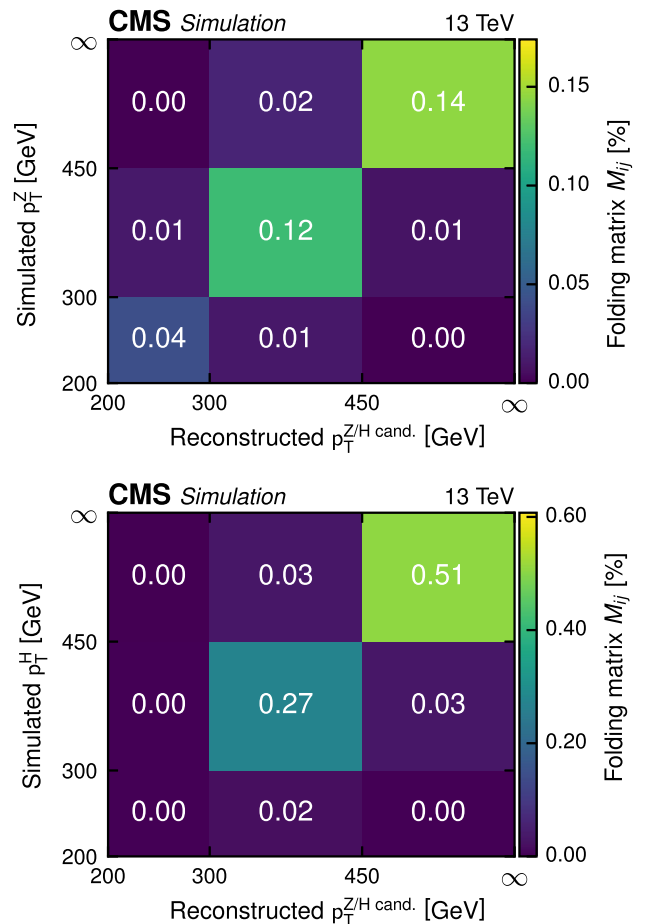 CMS Simulation 13 TeV
∞
0.00 0.02 0.14
450
0.01 0.12 0.01
300
0.04 0.01 0.00
200
200 300 450 ∞
Reconstructed p_T^{Z/H cand.} [GeV]
Simulated p_T^Z [GeV]
0.15
0.10
0.05
0.00
Folding matrix M_{ij} [%]
CMS Simulation 13 TeV
∞
0.00 0.03 0.51
450
0.00 0.27 0.03
300
0.00 0.02 0.00
200
200 300 450 ∞
Reconstructed p_T^{Z/H cand.} [GeV]
Simulated p_T^H [GeV]
0.60
0.40
0.20
0.00
Folding matrix M_{ij} [%]